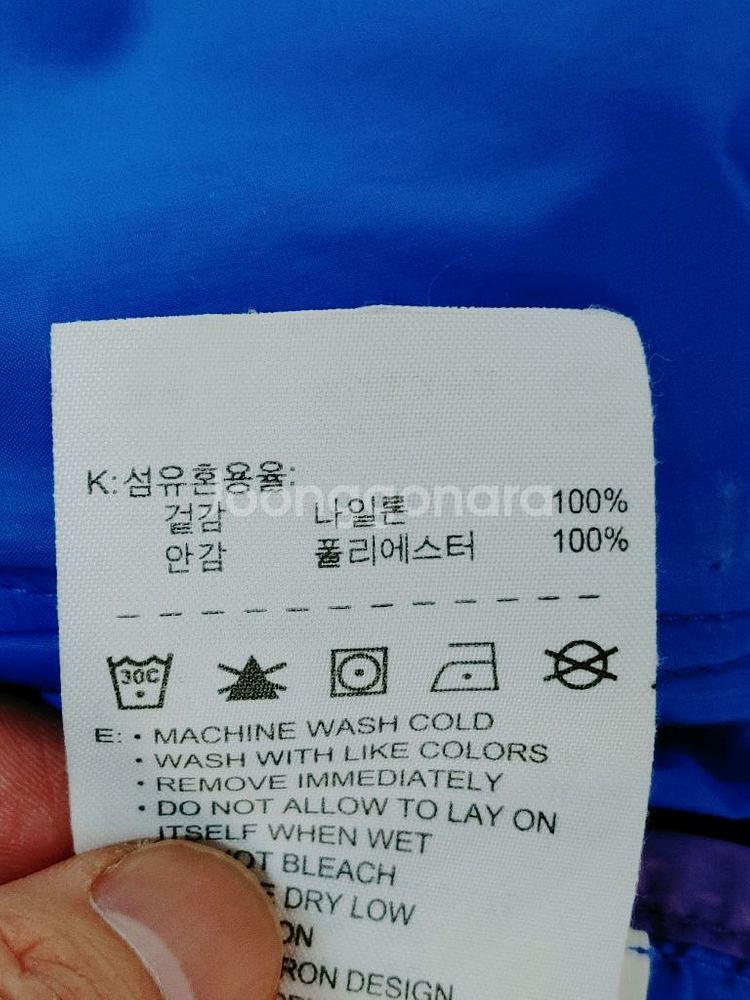 K: 섬유혼용율:
겉감 나일론 100%
안감 폴리에스터 100%
30C
E: • MACHINE WASH COLD
• WASH WITH LIKE COLORS
• REMOVE IMMEDIATELY
• DO NOT ALLOW TO LAY ON
ITSELF WHEN WET
BLEACH
DRY LOW
RON DESIGN